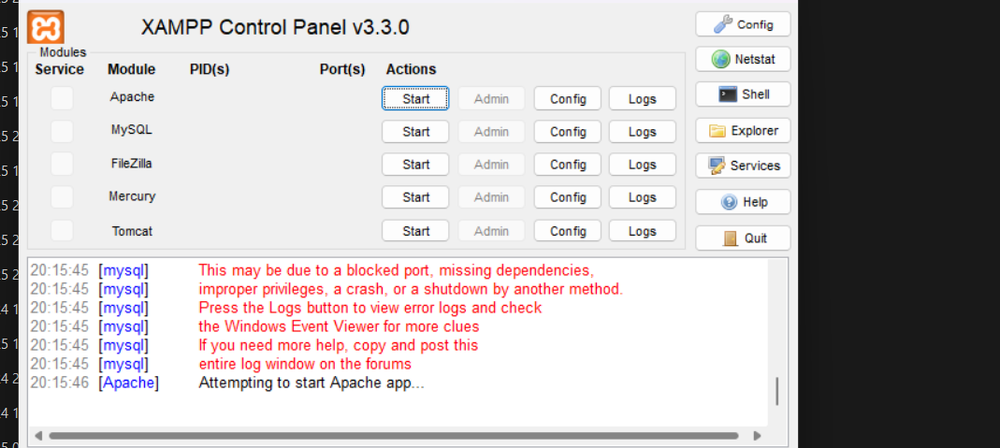 XAMPP Control Panel v3.3.0
Config
Modules
Service Module PID(s) Port(s) Actions
Netstat
Apache Start Admin Config Logs
Shell
MySQL Start Admin Config Logs
Explorer
FileZilla Start Admin Config Logs
Services
Mercury Start Admin Config Logs
Help
Tomcat Start Admin Config Logs
Quit
20:15:45 [mysql] This may be due to a blocked port, missing dependencies,
20:15:45 [mysql] improper privileges, a crash, or a shutdown by another method.
20:15:45 [mysql] Press the Logs button to view error logs and check
20:15:45 [mysql] the Windows Event Viewer for more clues
20:15:45 [mysql] If you need more help, copy and post this
20:15:45 [mysql] entire log window on the forums
20:15:46 [Apache] Attempting to start Apache app...